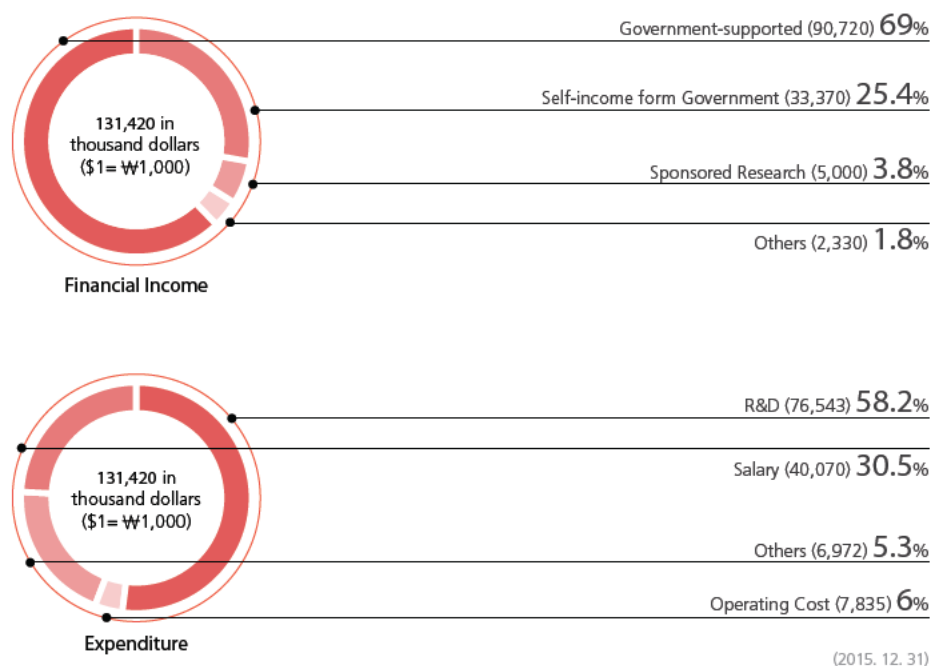 Government-supported (90,720) 69%
Self-income form Government (33,370) 25.4%
131,420 in
thousand dollars
($1= ₩1,000)
Sponsored Research (5,000) 3.8%
Others (2,330) 1.8%
Financial Income
R&D (76,543) 58.2%
Salary (40,070) 30.5%
131,420 in
thousand dollars
($1= ₩1,000)
Others (6,972) 5.3%
Operating Cost (7,835) 6%
Expenditure
(2015. 12. 31)